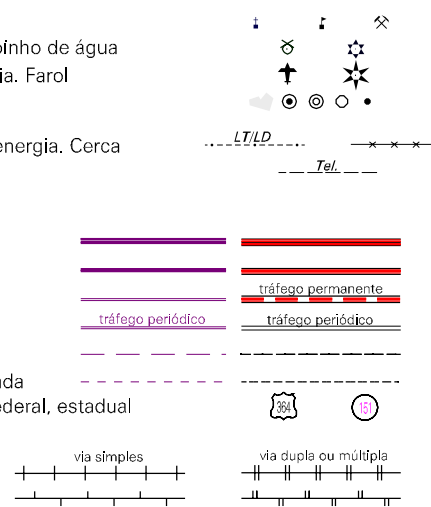 oinho de água
ia. Farol
energia. Cerca
LT/LD
Tel.
tráfego permanente
tráfego periódico
tráfego periódico
ada
ederal, estadual
364
151
via simples
via dupla ou múltipla